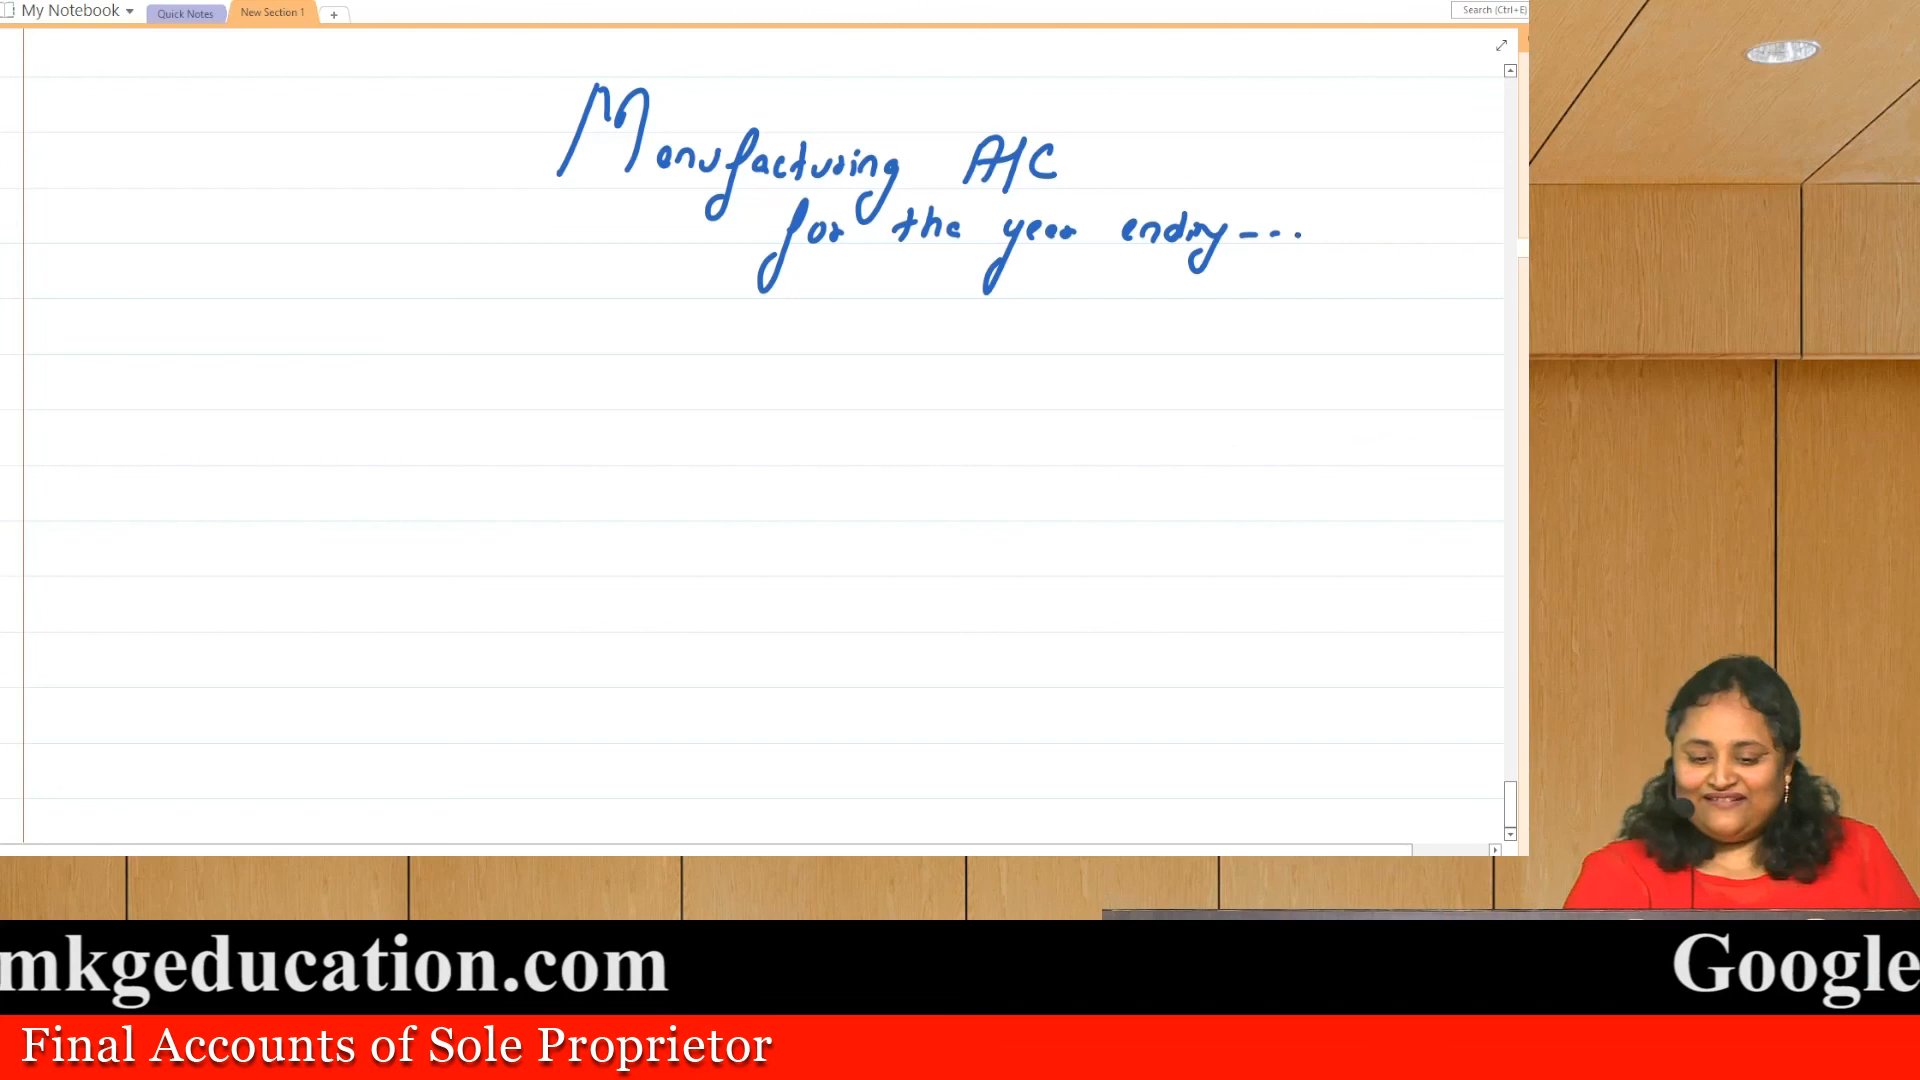 My Notebook
Quick Notes
New Section 1
+
Search (Ctrl+E)
Manufacturing A/C
for the year ending ---
mkgeducation.com
Google
Final Accounts of Sole Proprietor